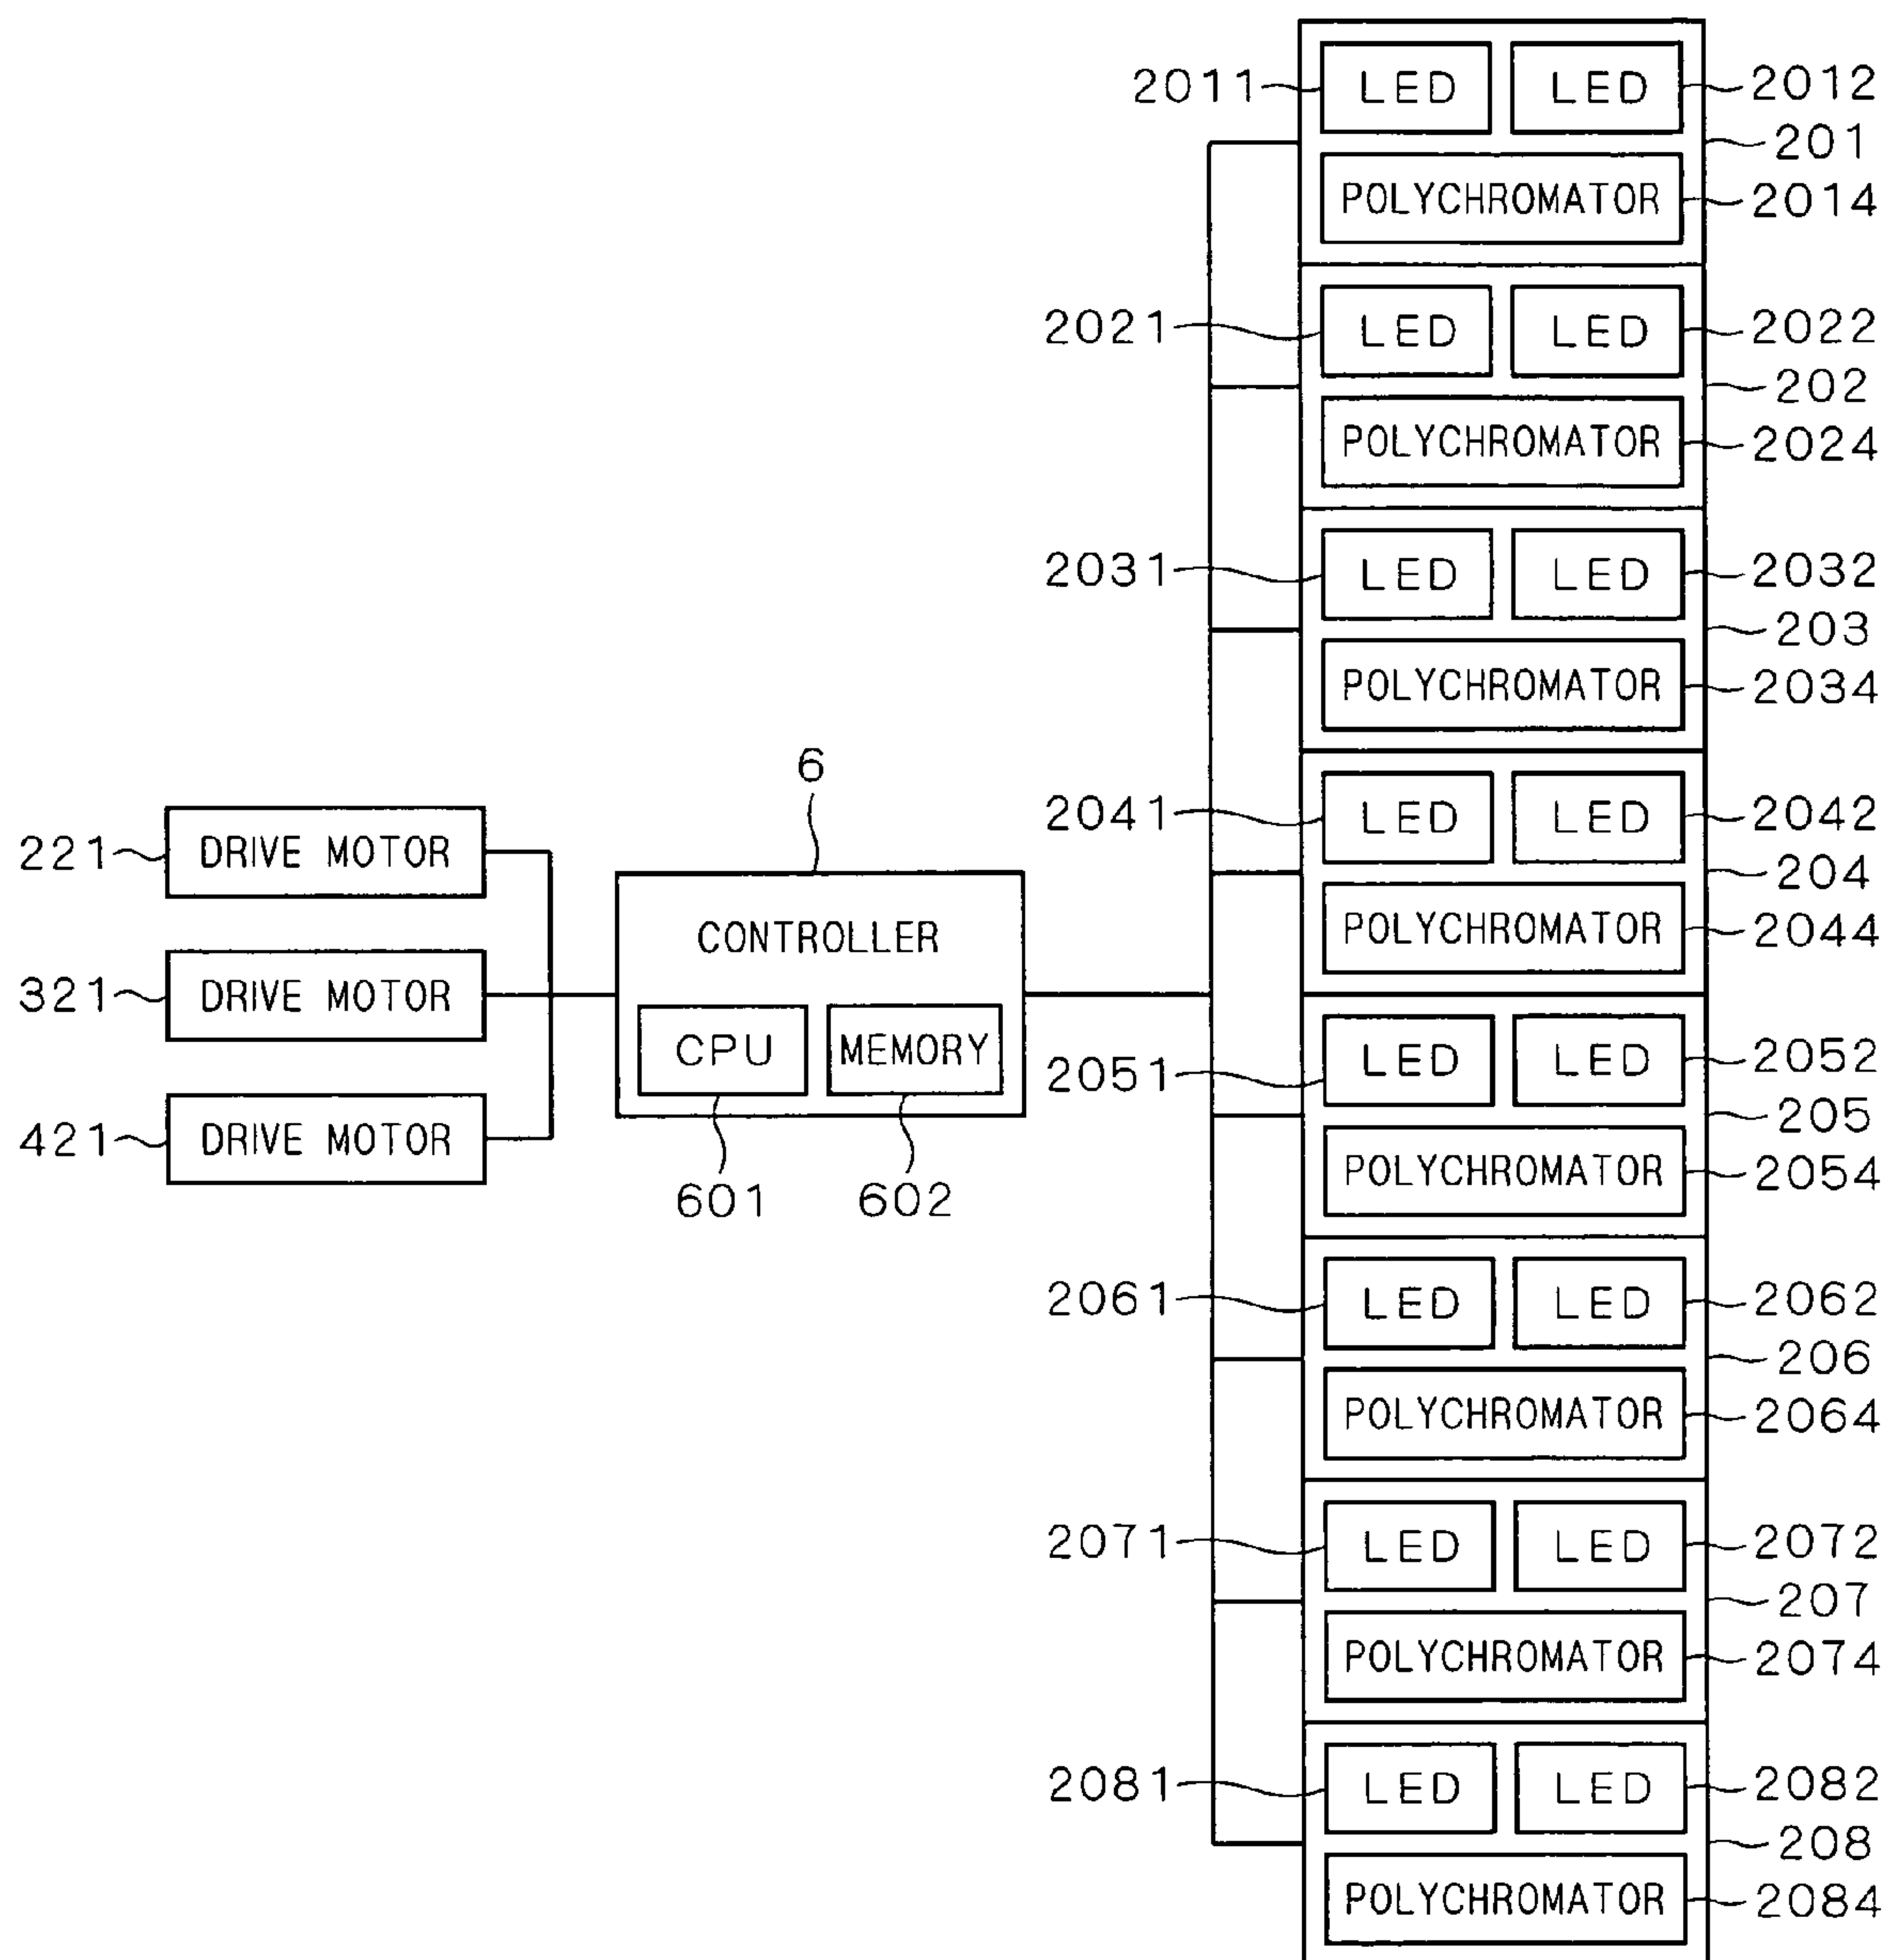 2011 LED LED 2012
201
POLYCHROMATOR 2014
2021 LED LED 2022
202
POLYCHROMATOR 2024
2031 LED LED 2032
203
POLYCHROMATOR 2034
2041 LED LED 2042
204
POLYCHROMATOR 2044
2051 LED LED 2052
205
POLYCHROMATOR 2054
2061 LED LED 2062
206
POLYCHROMATOR 2064
2071 LED LED 2072
207
POLYCHROMATOR 2074
2081 LED LED 2082
208
POLYCHROMATOR 2084
6
CONTROLLER
CPU MEMORY
601 602
221 DRIVE MOTOR
321 DRIVE MOTOR
421 DRIVE MOTOR